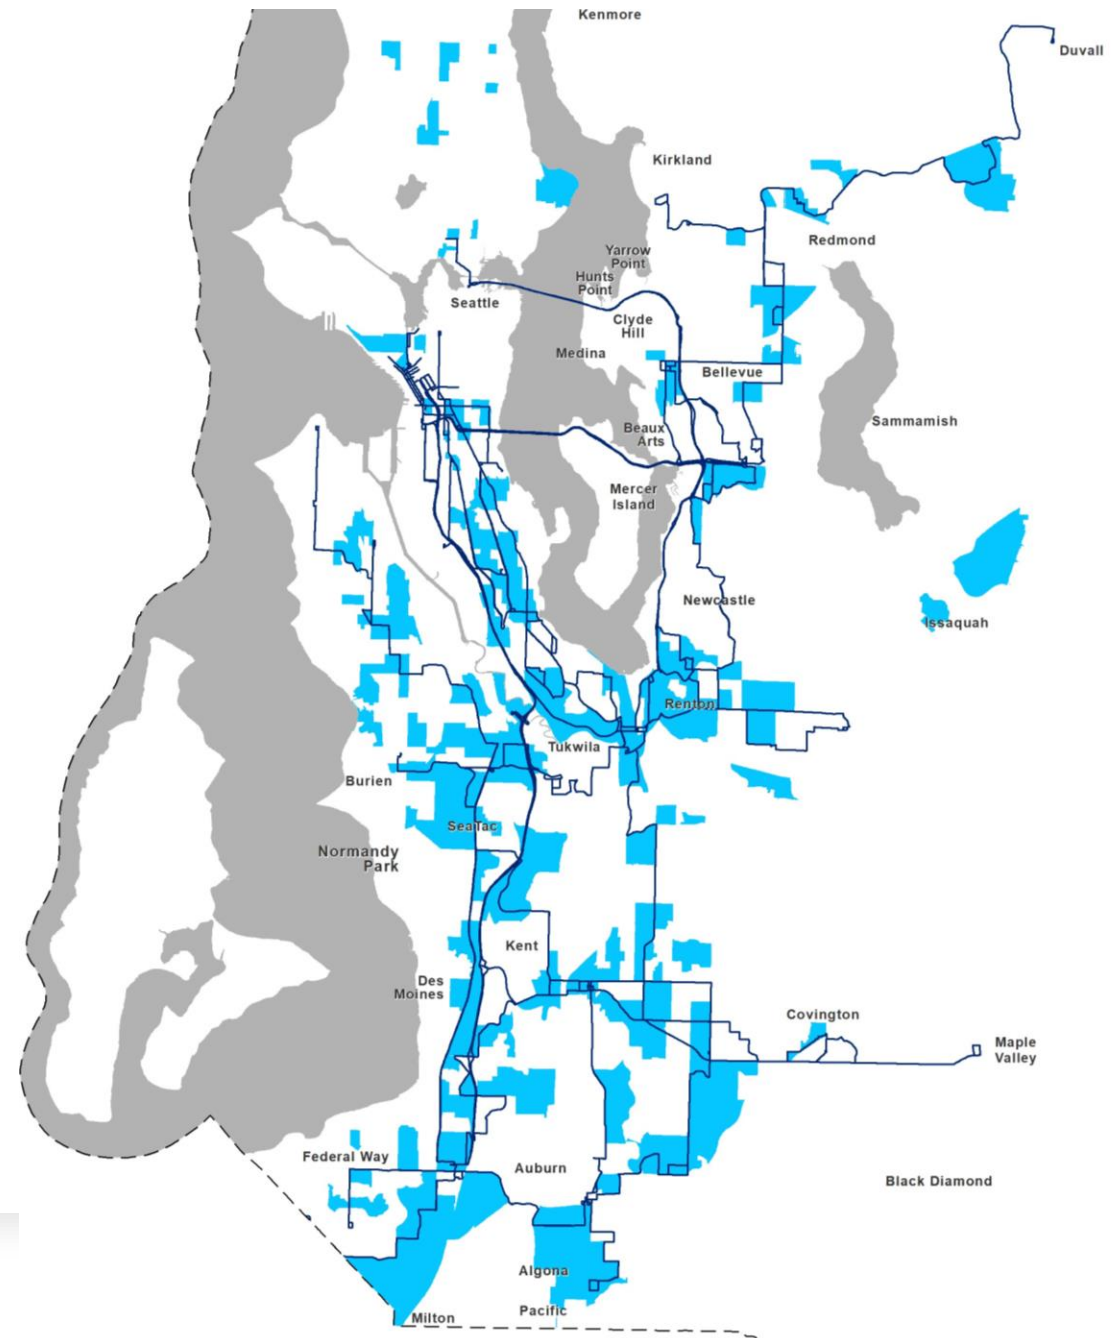 Kenmore
Duvall
Kirkland
Redmond
Yarrow
Point
Hunts
Point
Seattle
Clyde
Hill
Medina
Bellevue
Sammamish
Beaux
Arts
Mercer
Island
Newcastle
Issaquah
Renton
Tukwila
Burien
SeaTac
Normandy
Park
Kent
Des
Moines
Covington
Maple
Valley
Federal Way
Auburn
Black Diamond
Algona
Pacific
Milton